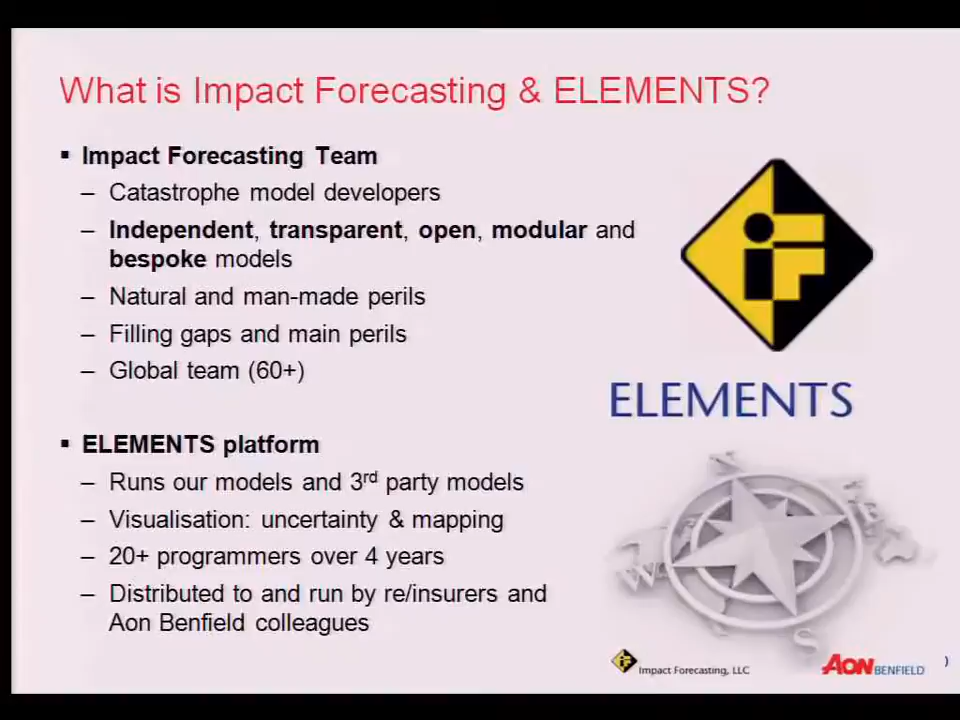 What is Impact Forecasting & ELEMENTS?
▪ Impact Forecasting Team
– Catastrophe model developers
– Independent, transparent, open, modular and
bespoke models
– Natural and man-made perils
– Filling gaps and main perils
– Global team (60+)
iF
ELEMENTS
▪ ELEMENTS platform
– Runs our models and 3rd party models
– Visualisation: uncertainty & mapping
– 20+ programmers over 4 years
– Distributed to and run by re/insurers and
Aon Benfield colleagues
N
E
W
S
Impact Forecasting, LLC
AON BENFIELD